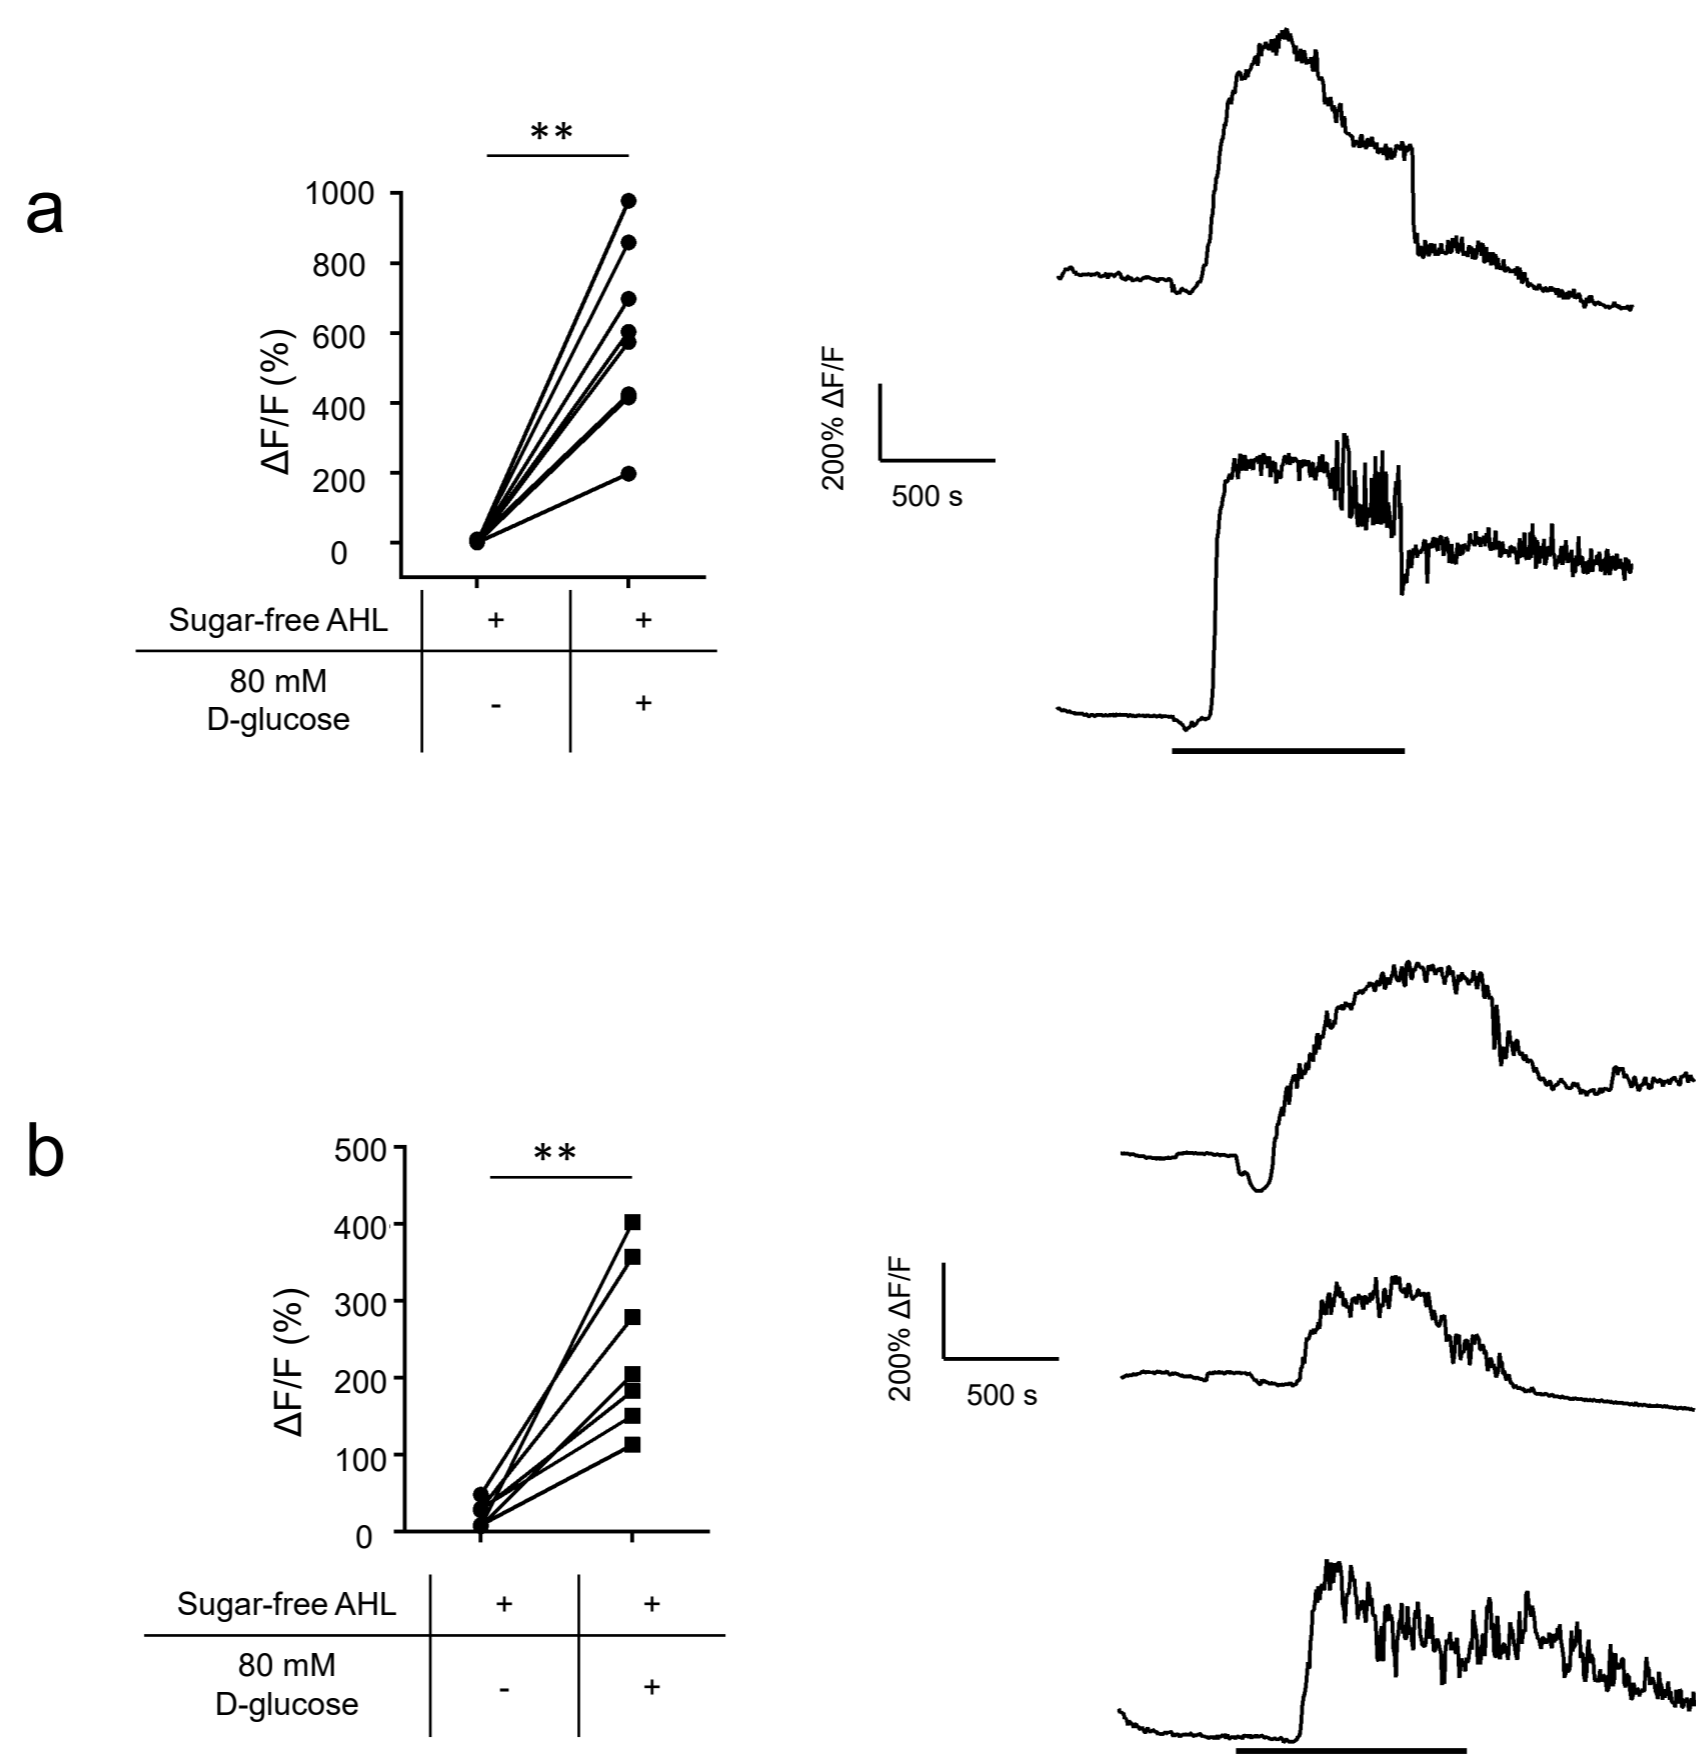 a
**
1000
800
600
400
200
0
ΔF/F (%)
Sugar-free AHL + +
80 mM
D-glucose - +
200% ΔF/F
500 s
b
**
500
400
300
200
100
0
ΔF/F (%)
Sugar-free AHL + +
80 mM
D-glucose - +
200% ΔF/F
500 s